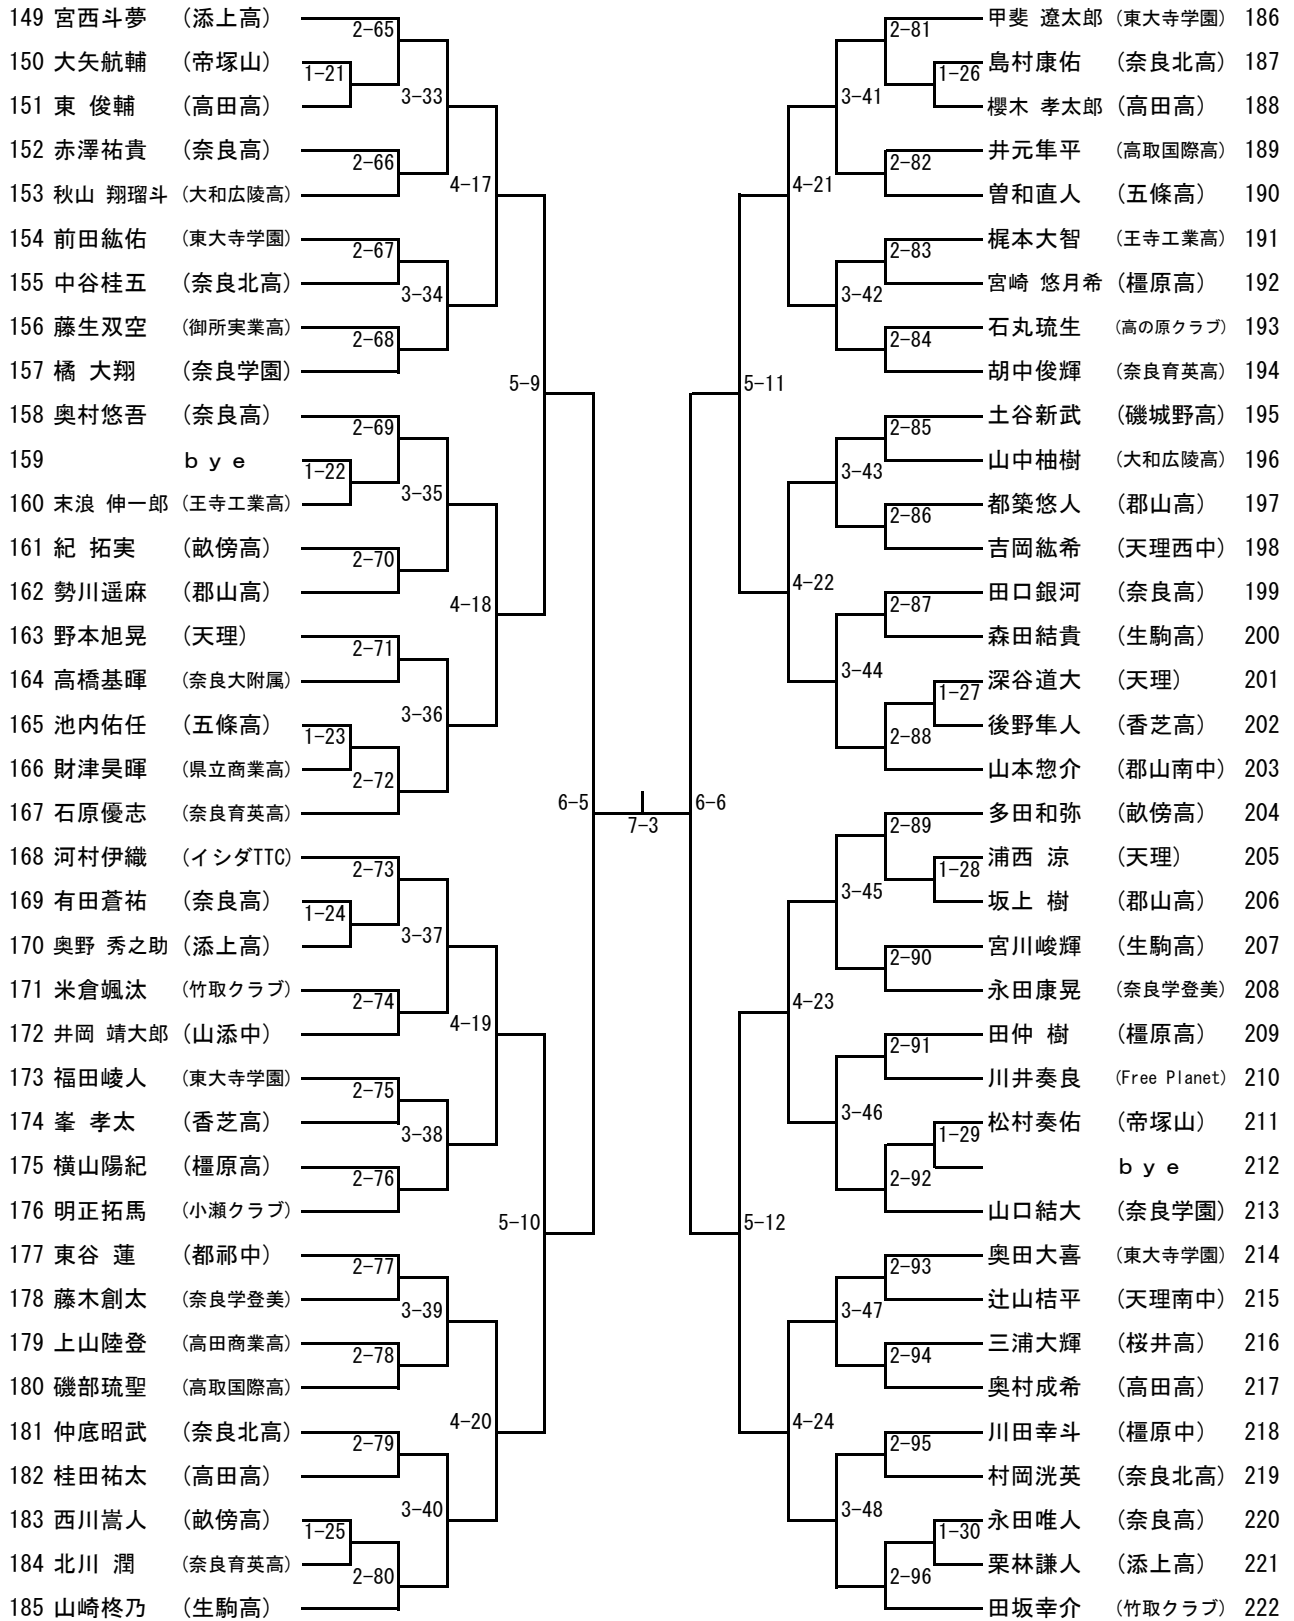 149 宮西斗夢 (添上高)
2-65
150 大矢航輔 (帝塚山)
1-21
3-33
151 東 俊輔 (高田高)
152 赤澤祐貴 (奈良高)
2-66
4-17
153 秋山 翔瑠斗 (大和広陵高)
154 前田紘佑 (東大寺学園)
2-67
155 中谷桂五 (奈良北高)
3-34
156 藤生双空 (御所実業高)
2-68
157 橘 大翔 (奈良学園)
5-9
158 奥村悠吾 (奈良高)
2-69
159 bye
1-22
3-35
160 末浪 伸一郎 (王寺工業高)
161 紀 拓実 (畝傍高)
2-70
162 勢川遥麻 (郡山高)
4-18
163 野本旭晃 (天理)
2-71
164 高橋基暉 (奈良大附属)
3-36
165 池内佑任 (五條高)
1-23
166 財津昊暉 (県立商業高)
2-72
167 石原優志 (奈良育英高)
6-5
7-3
168 河村伊織 (イシダTTC)
2-73
169 有田蒼祐 (奈良高)
1-24
3-37
170 奥野 秀之助 (添上高)
171 米倉颯汰 (竹取クラブ)
2-74
4-19
172 井岡 靖大郎 (山添中)
173 福田崚人 (東大寺学園)
2-75
174 峯 孝太 (香芝高)
3-38
175 横山陽紀 (橿原高)
2-76
176 明正拓馬 (小瀬クラブ)
5-10
177 東谷 蓮 (都祁中)
2-77
178 藤木創太 (奈良学登美)
3-39
179 上山陸登 (高田商業高)
2-78
180 磯部琉聖 (高取国際高)
4-20
181 仲底昭武 (奈良北高)
2-79
182 桂田祐太 (高田高)
3-40
183 西川嵩人 (畝傍高)
1-25
184 北川 潤 (奈良育英高)
2-80
185 山崎柊乃 (生駒高)
甲斐 遼太郎 (東大寺学園) 186
2-81
島村康佑 (奈良北高) 187
1-26
3-41
櫻木 孝太郎 (高田高) 188
井元隼平 (高取国際高) 189
2-82
4-21
曽和直人 (五條高) 190
梶本大智 (王寺工業高) 191
2-83
宮崎 悠月希 (橿原高) 192
3-42
石丸琉生 (高の原クラブ) 193
2-84
胡中俊輝 (奈良育英高) 194
5-11
土谷新武 (磯城野高) 195
2-85
山中柚樹 (大和広陵高) 196
3-43
都築悠人 (郡山高) 197
2-86
吉岡紘希 (天理西中) 198
4-22
田口銀河 (奈良高) 199
2-87
森田結貴 (生駒高) 200
3-44
深谷道大 (天理) 201
1-27
後野隼人 (香芝高) 202
2-88
山本惣介 (郡山南中) 203
6-6
多田和弥 (畝傍高) 204
2-89
浦西 涼 (天理) 205
1-28
3-45
坂上 樹 (郡山高) 206
宮川峻輝 (生駒高) 207
2-90
永田康晃 (奈良学登美) 208
4-23
田仲 樹 (橿原高) 209
2-91
川井奏良 (Free Planet) 210
3-46
松村奏佑 (帝塚山) 211
1-29
bye 212
2-92
山口結大 (奈良学園) 213
5-12
奥田大喜 (東大寺学園) 214
2-93
辻山桔平 (天理南中) 215
3-47
三浦大輝 (桜井高) 216
2-94
奥村成希 (高田高) 217
4-24
川田幸斗 (橿原中) 218
2-95
村岡洸英 (奈良北高) 219
3-48
永田唯人 (奈良高) 220
1-30
栗林謙人 (添上高) 221
2-96
田坂幸介 (竹取クラブ) 222